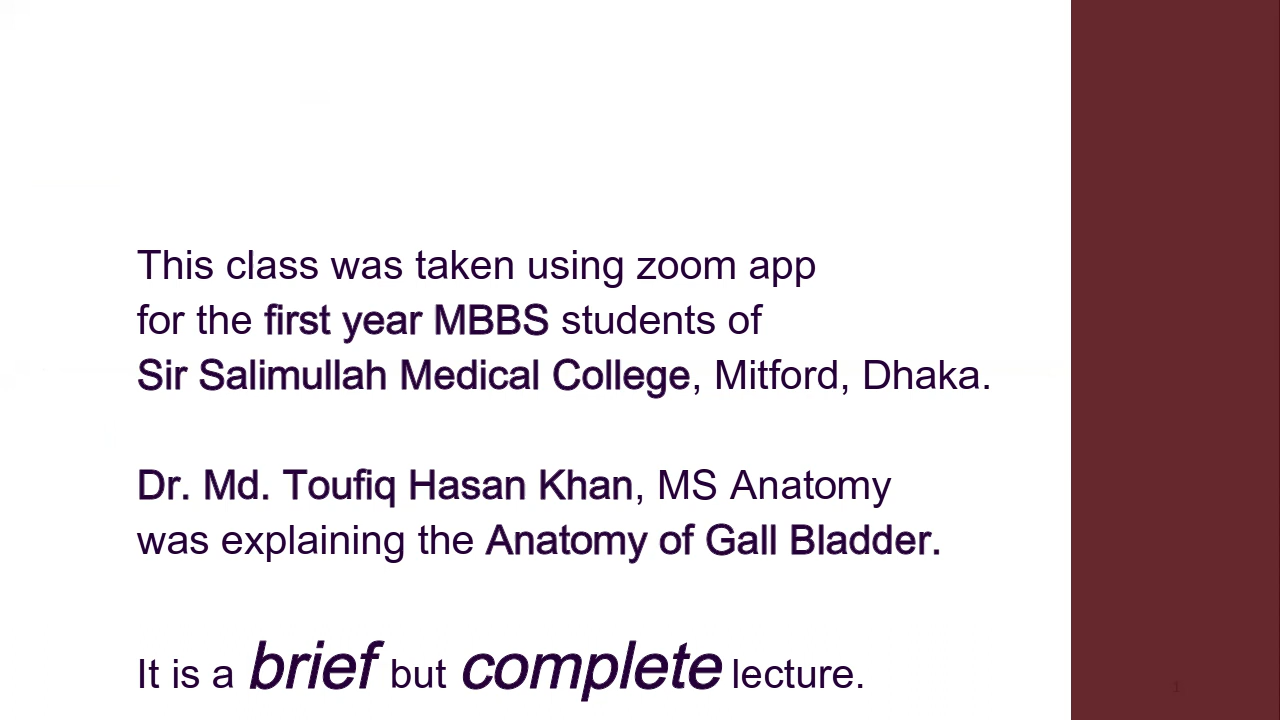 This class was taken using zoom app
for the first year MBBS students of
Sir Salimullah Medical College, Mitford, Dhaka.
Dr. Md. Toufiq Hasan Khan, MS Anatomy
was explaining the Anatomy of Gall Bladder.
It is a brief but complete lecture.
1